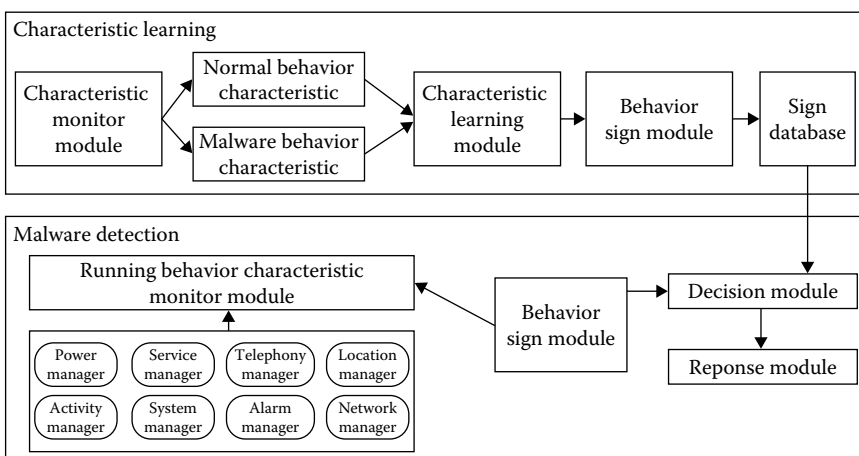 Characteristic learning
Characteristic
monitor
module
Normal behavior
characteristic
Malware behavior
characteristic
Characteristic
learning
module
Behavior
sign module
Sign
database
Malware detection
Running behavior characteristic
monitor module
Power
manager
Service
manager
Telephony
manager
Location
manager
Activity
manager
System
manager
Alarm
manager
Network
manager
Behavior
sign module
Decision module
Reponse module